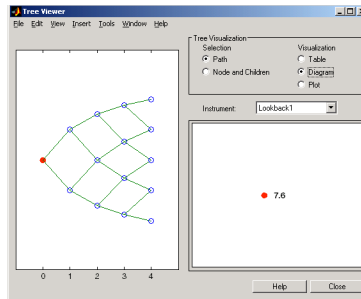 Tree Viewer
File Edit View Insert Tools Window Help
Tree Visualization
Selection Visualization
Path Table
Node and Children Diagram
Plot
Instrument: Lookback1
7.6
0 1 2 3 4
Help Close